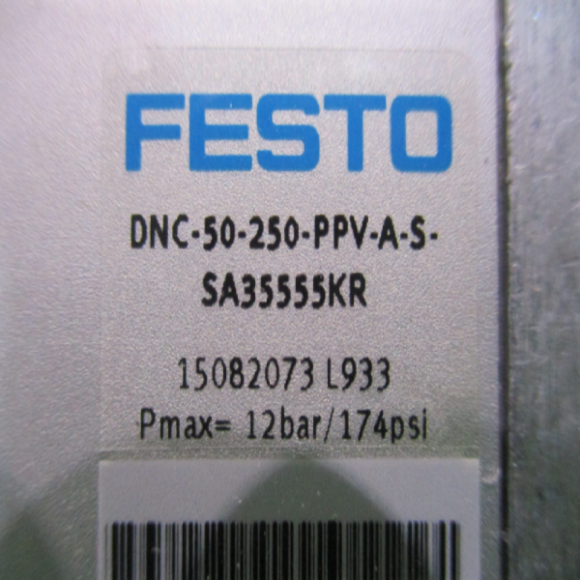 FESTO
DNC-50-250-PPV-A-S-
SA35555KR
15082073 L933
Pmax= 12bar/174psi